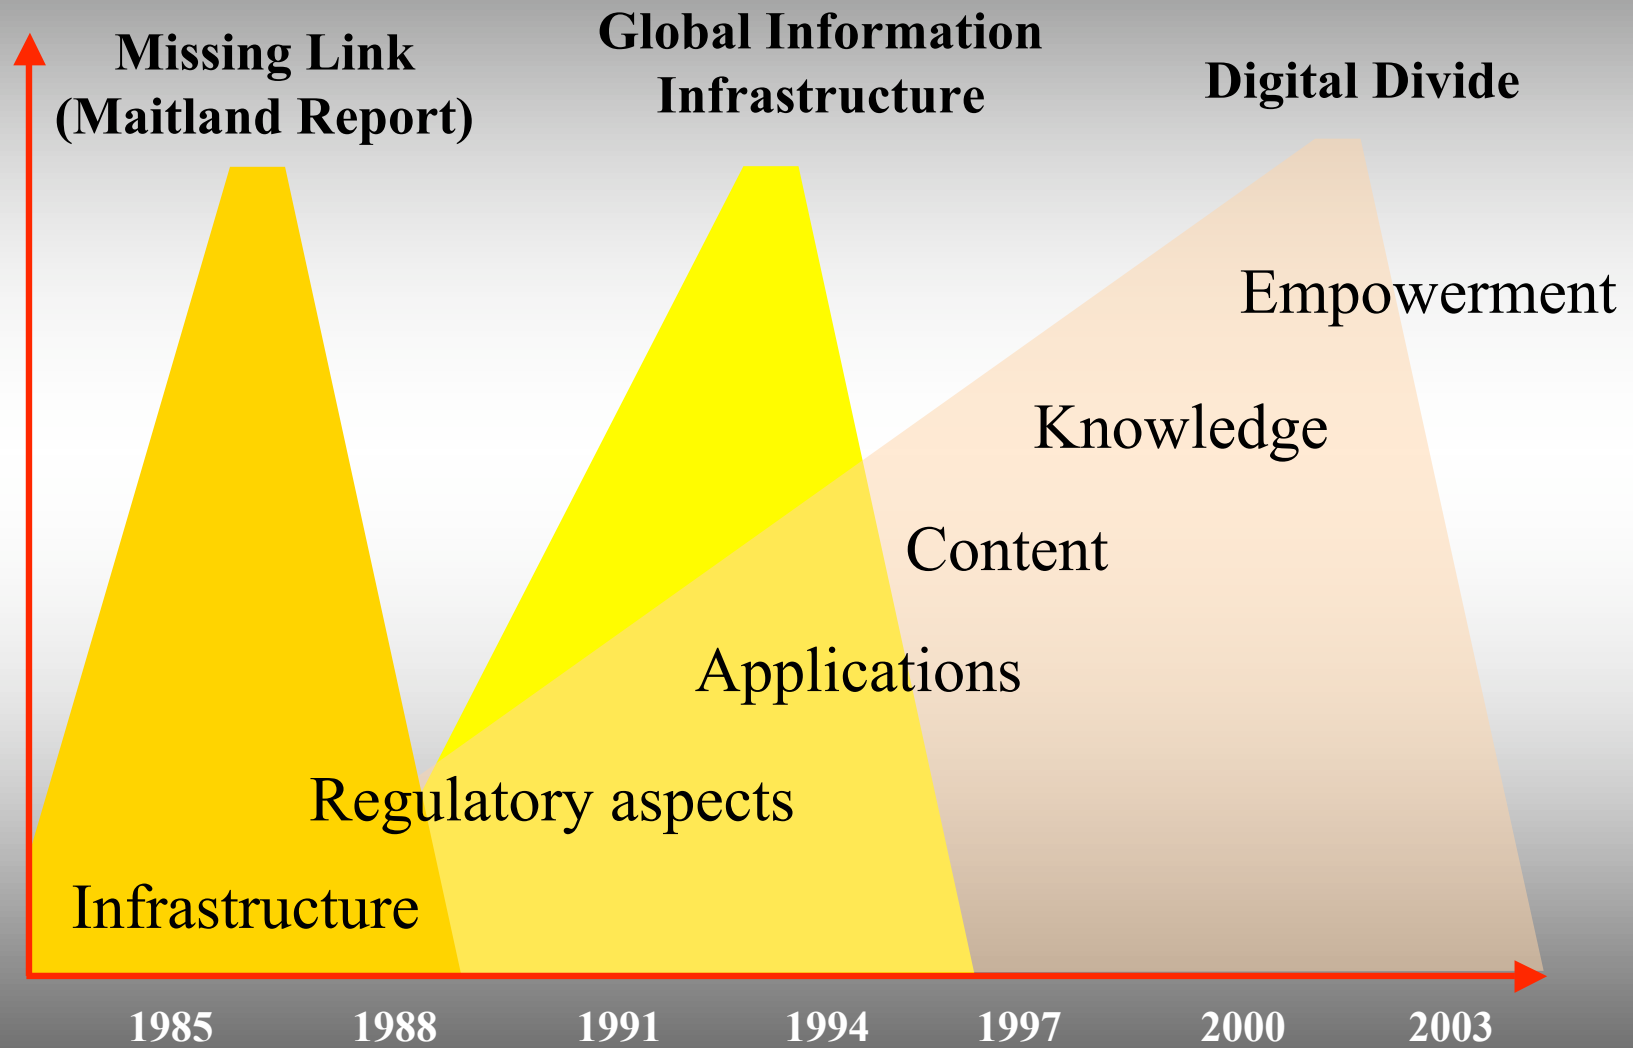 Missing Link
(Maitland Report)
Global Information
Infrastructure
Digital Divide
Empowerment
Knowledge
Content
Applications
Regulatory aspects
Infrastructure
1985 1988 1991 1994 1997 2000 2003